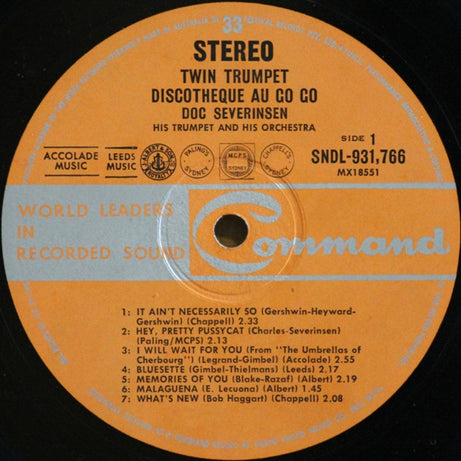 33
STEREO
TWIN TRUMPET
DISCOTHEQUE AU GO GO
DOC SEVERINSEN
HIS TRUMPET AND HIS ORCHESTRA
SIDE 1
SNDL-931,766
MX18551
ACCOLADE
MUSIC
LEEDS
MUSIC
PALING'S
SYDNEY
M.C.P.S
CHAPPELL'S
SYDNEY
WORLD LEADERS
IN
RECORDED SOUND
Command
1: IT AIN'T NECESSARILY SO (Gershwin-Heyward-
Gershwin) (Chappell) 2.33
2: HEY, PRETTY PUSSYCAT (Charles-Severinsen)
(Paling/MCPS) 2.13
3: I WILL WAIT FOR YOU (From "The Umbrellas of
Cherbourg") (Legrand-Gimbel) (Accolade) 2.55
4: BLUESETTE (Gimbel-Thielmans) (Leeds) 2.17
5: MEMORIES OF YOU (Blake-Razaf) (Albert) 2.19
6: MALAGUENA (E. Lecuona) (Albert) 1.45
7: WHAT'S NEW (Bob Haggart) (Chappell) 2.08